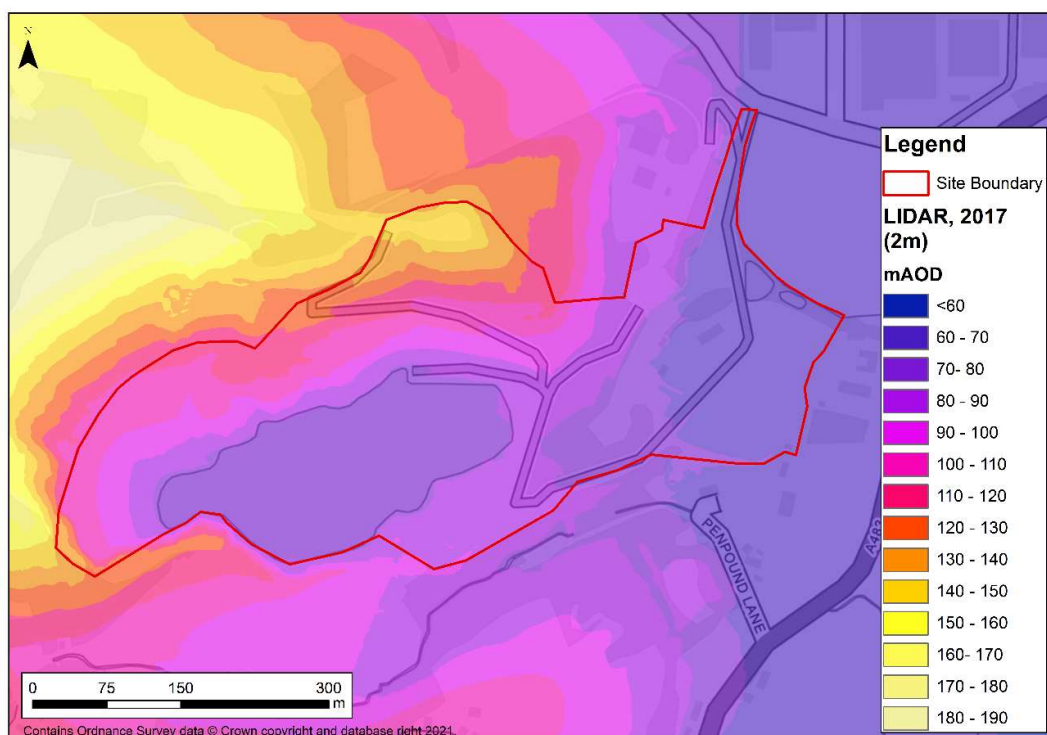 N
Legend
Site Boundary
LIDAR, 2017
(2m)
mAOD
<60
60 - 70
70- 80
80 - 90
90 - 100
100 - 110
110 - 120
120 - 130
130 - 140
140 - 150
150 - 160
160- 170
170 - 180
180 - 190
PENPOUND LANE
0 75 150 300
m
Contains Ordnance Survey data © Crown copyright and database right 2021.